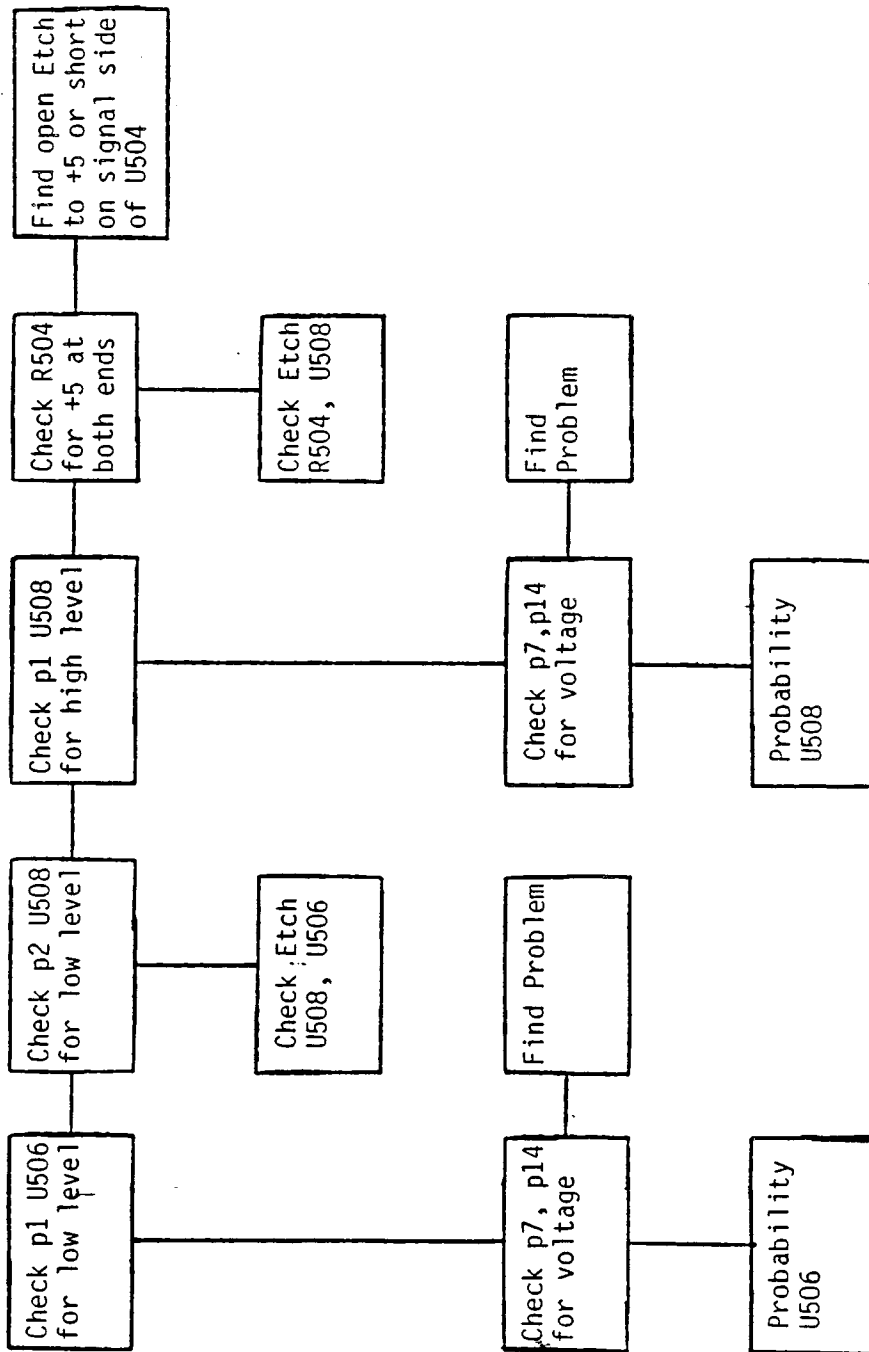 Check p1 U506
for low level
Check p2 U508
for low level
Check p1 U508
for high level
Check R504
for +5 at
both ends
Find open Etch
to +5 or short
on signal side
of U504
Check Etch
U508, U506
Check Etch
R504, U508
Check p7, p14
for voltage
Find Problem
Check p7,p14
for voltage
Find
Problem
Probability
U506
Probability
U508